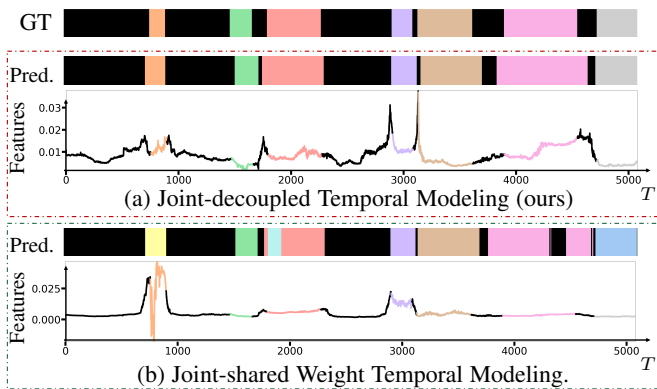 GT
Pred.
Features
0.03
0.02
0.01
0 1000 2000 3000 4000 5000
T
(a) Joint-decoupled Temporal Modeling (ours)
Pred.
Features
0.025
0.000
0 1000 2000 3000 4000 5000
T
(b) Joint-shared Weight Temporal Modeling.